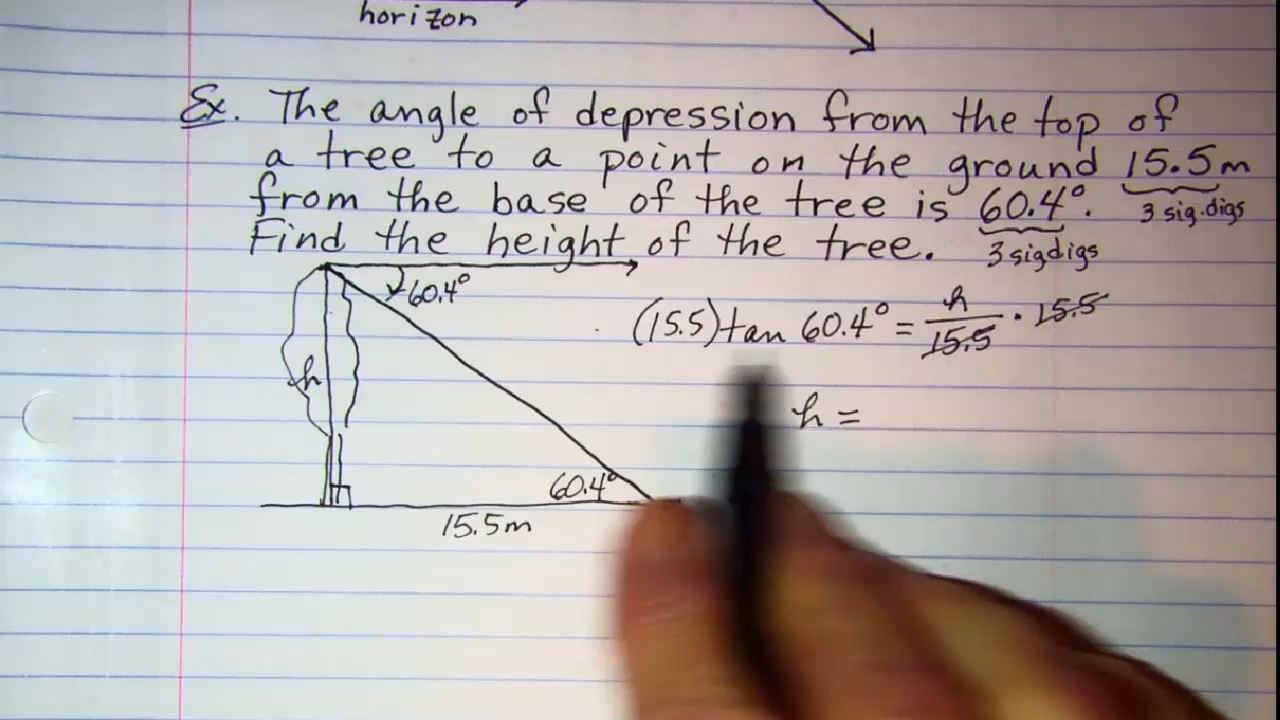 horizon
Ex. The angle of depression from the top of
a tree to a point on the ground 15.5m
from the base of the tree is 60.4°. 3 sig.digs
Find the height of the tree. 3 sigdigs
60.4°
(15.5) tan 60.4° = h/15.5 · 15.5
h
h =
60.4°
15.5m